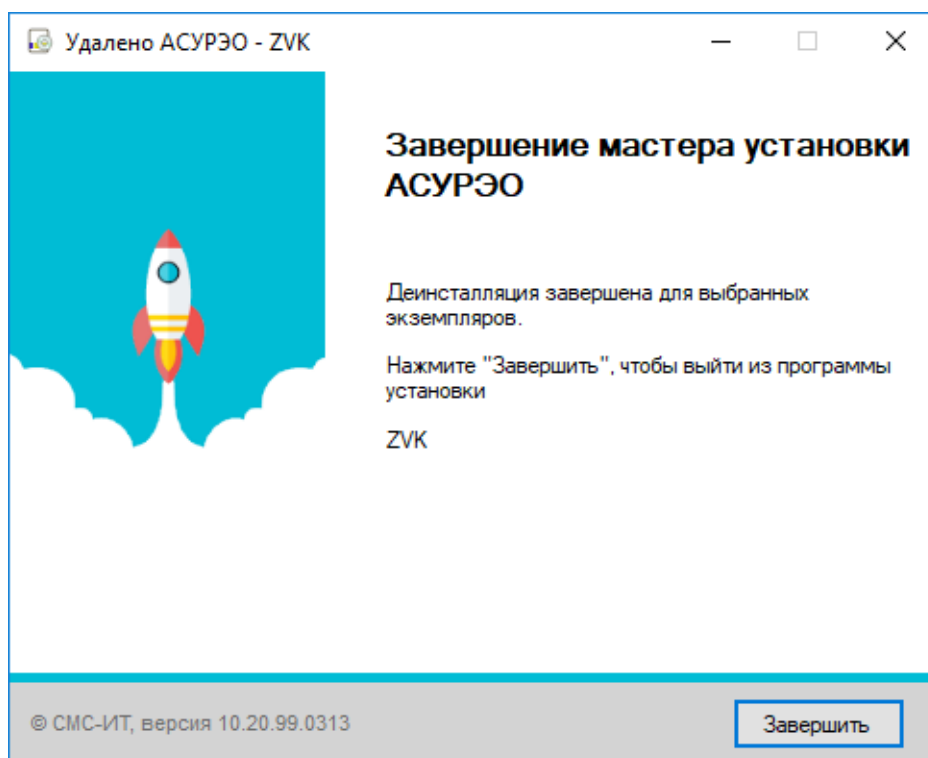 Удалено АСУРЭО - ZVK
Завершение мастера установки
АСУРЭО
Деинсталляция завершена для выбранных
экземпляров.
Нажмите "Завершить", чтобы выйти из программы
установки
ZVK
© СМС-ИТ, версия 10.20.99.0313
Завершить